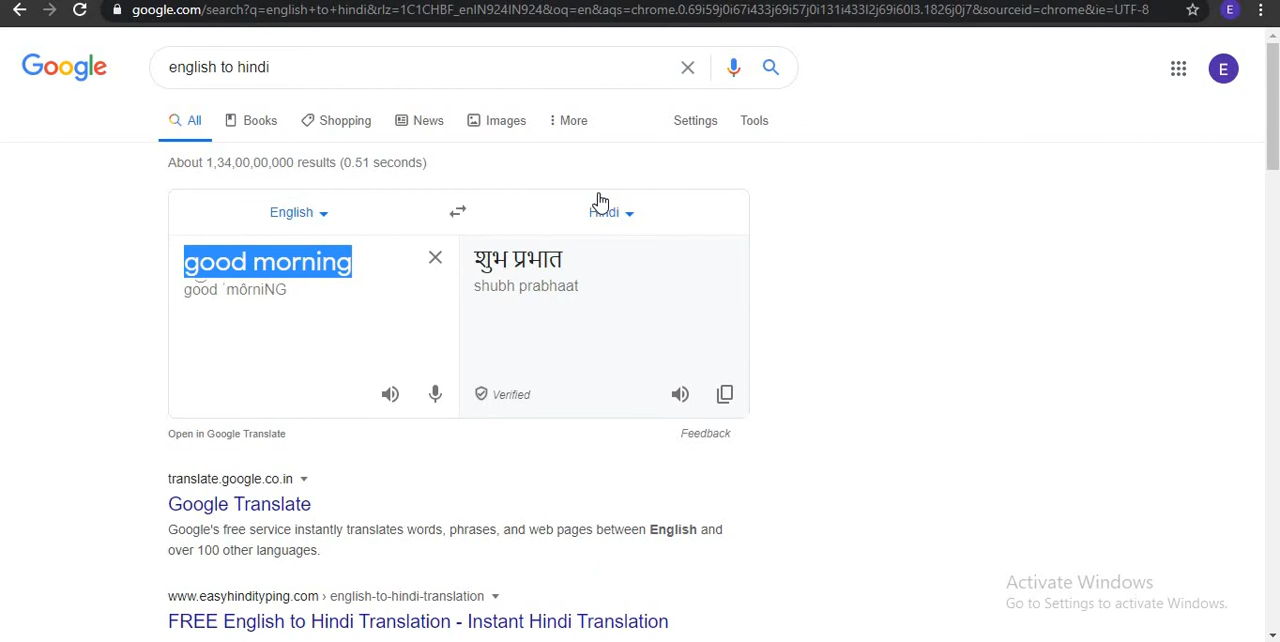 google.com/search?q=english+to+hindi&rlz=1C1CHBF_enIN924IN924&oq=en&aqs=chrome.0.69i59j0i67i433j69i57j0i131i433l2j69i60l3.1826j0j7&sourceid=chrome&ie=UTF-8 E
Google english to hindi E
All Books Shopping News Images More Settings Tools
About 1,34,00,00,000 results (0.51 seconds)
English Hindi
good morning
good ˈmôrniNG
शुभ प्रभात
shubh prabhaat
Verified
Open in Google Translate Feedback
translate.google.co.in
Google Translate
Google's free service instantly translates words, phrases, and web pages between English and
over 100 other languages.
www.easyhindityping.com › english-to-hindi-translation
FREE English to Hindi Translation - Instant Hindi Translation
Activate Windows
Go to Settings to activate Windows.